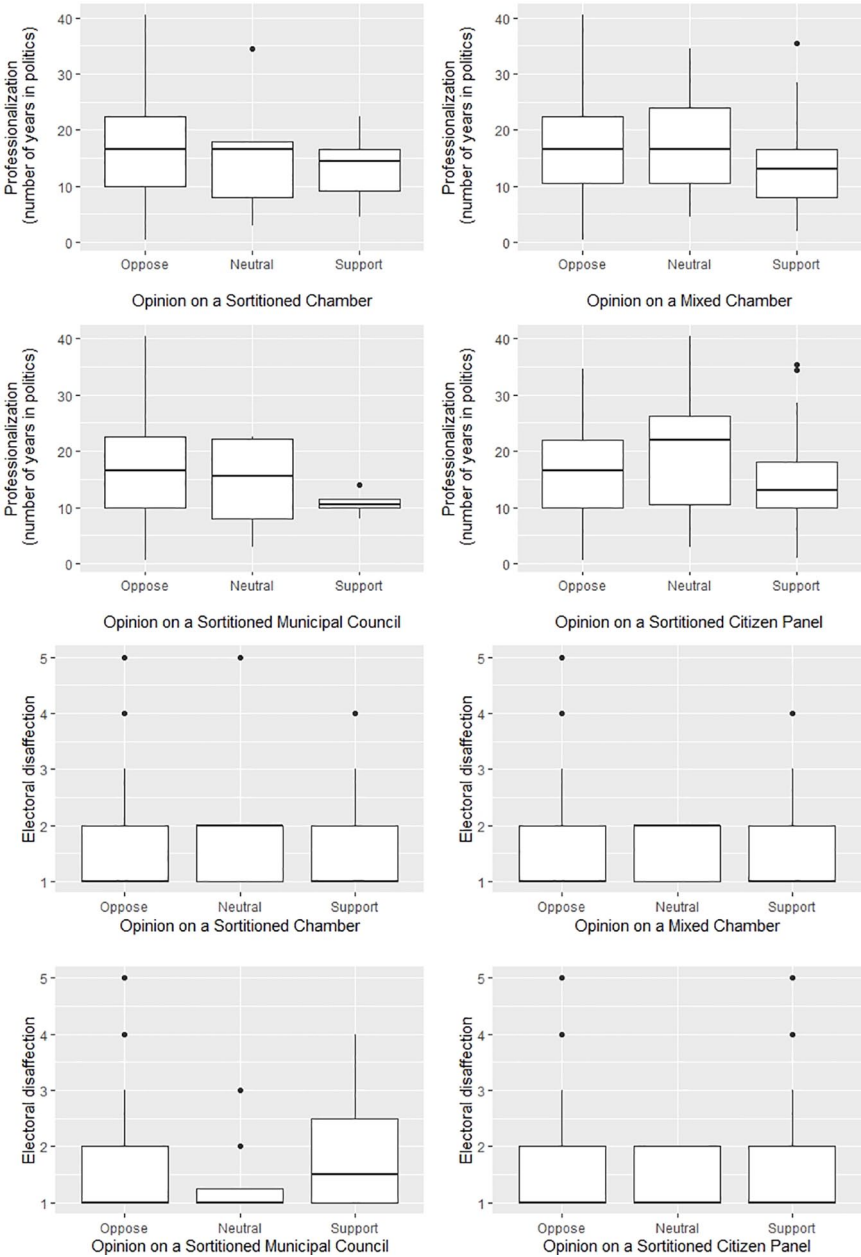 Professionalization
(number of years in politics)
40
30
20
10
0
Oppose Neutral Support
Opinion on a Sortitioned Chamber
Professionalization
(number of years in politics)
40
30
20
10
0
Oppose Neutral Support
Opinion on a Mixed Chamber
Professionalization
(number of years in politics)
40
30
20
10
0
Oppose Neutral Support
Opinion on a Sortitioned Municipal Council
Professionalization
(number of years in politics)
40
30
20
10
0
Oppose Neutral Support
Opinion on a Sortitioned Citizen Panel
Electoral disaffection
5
4
3
2
1
Oppose Neutral Support
Opinion on a Sortitioned Chamber
Electoral disaffection
5
4
3
2
1
Oppose Neutral Support
Opinion on a Mixed Chamber
Electoral disaffection
5
4
3
2
1
Oppose Neutral Support
Opinion on a Sortitioned Municipal Council
Electoral disaffection
5
4
3
2
1
Oppose Neutral Support
Opinion on a Sortitioned Citizen Panel